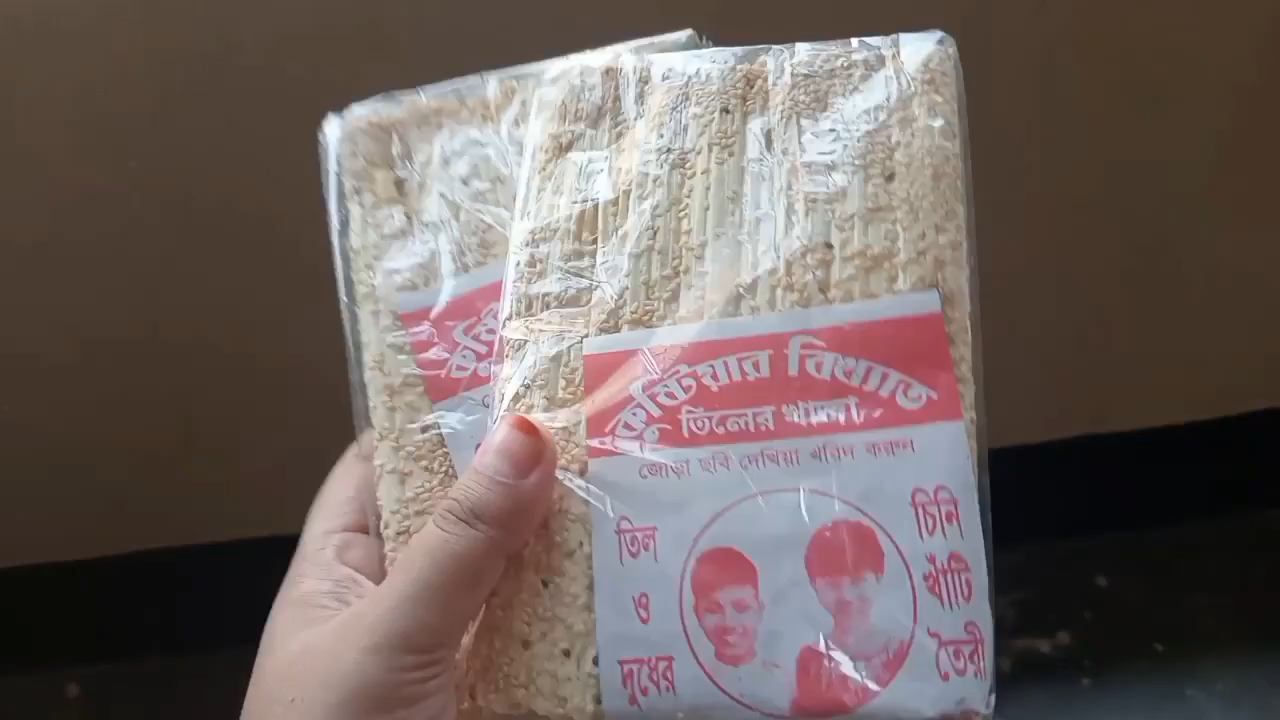 কুষ্টিয়ার বিখ্যাত
তিলের খাজা
জোড়া ছবি দেখিয়া খরিদ করুন
তিল
ও
দুধের
চিনি
খাঁটি
তৈরী
কুষ্টি